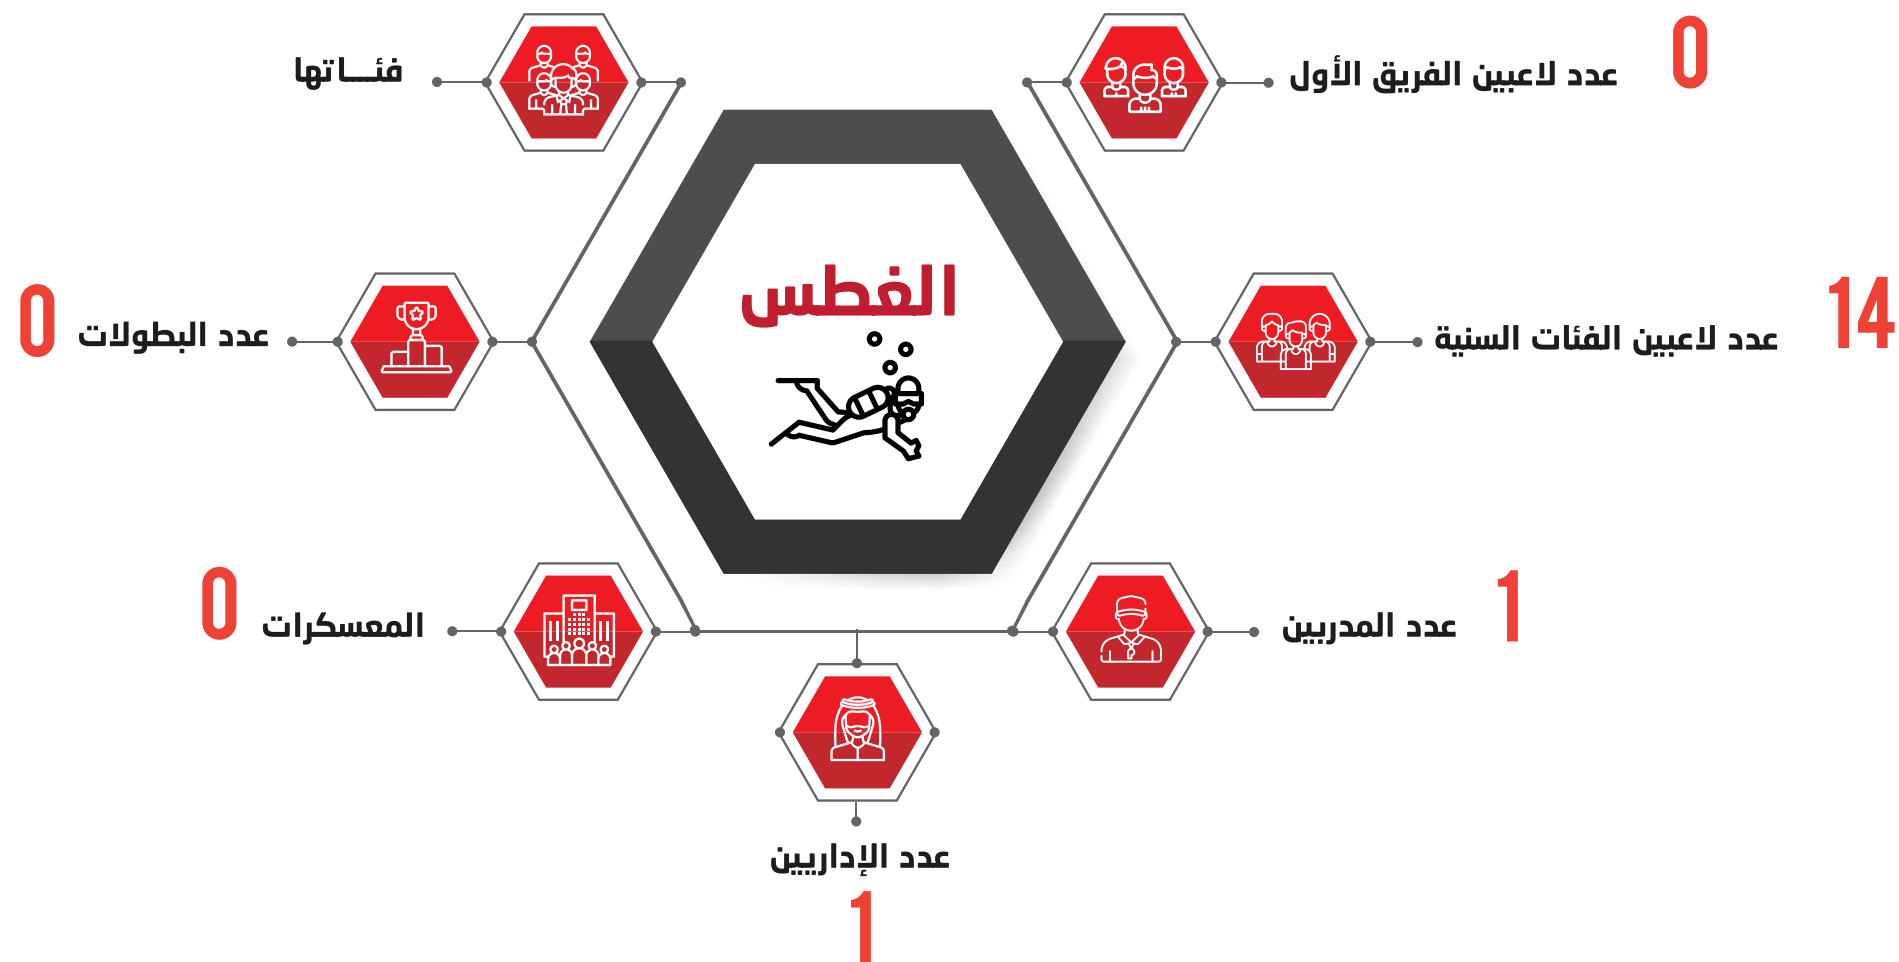 عدد لاعبين الفريق الأول
0
فئـــاتها
الغطس
عدد لاعبين الفئات السنية
14
عدد البطولات
0
عدد المدربين
1
المعسكرات
0
عدد الإداريين
1